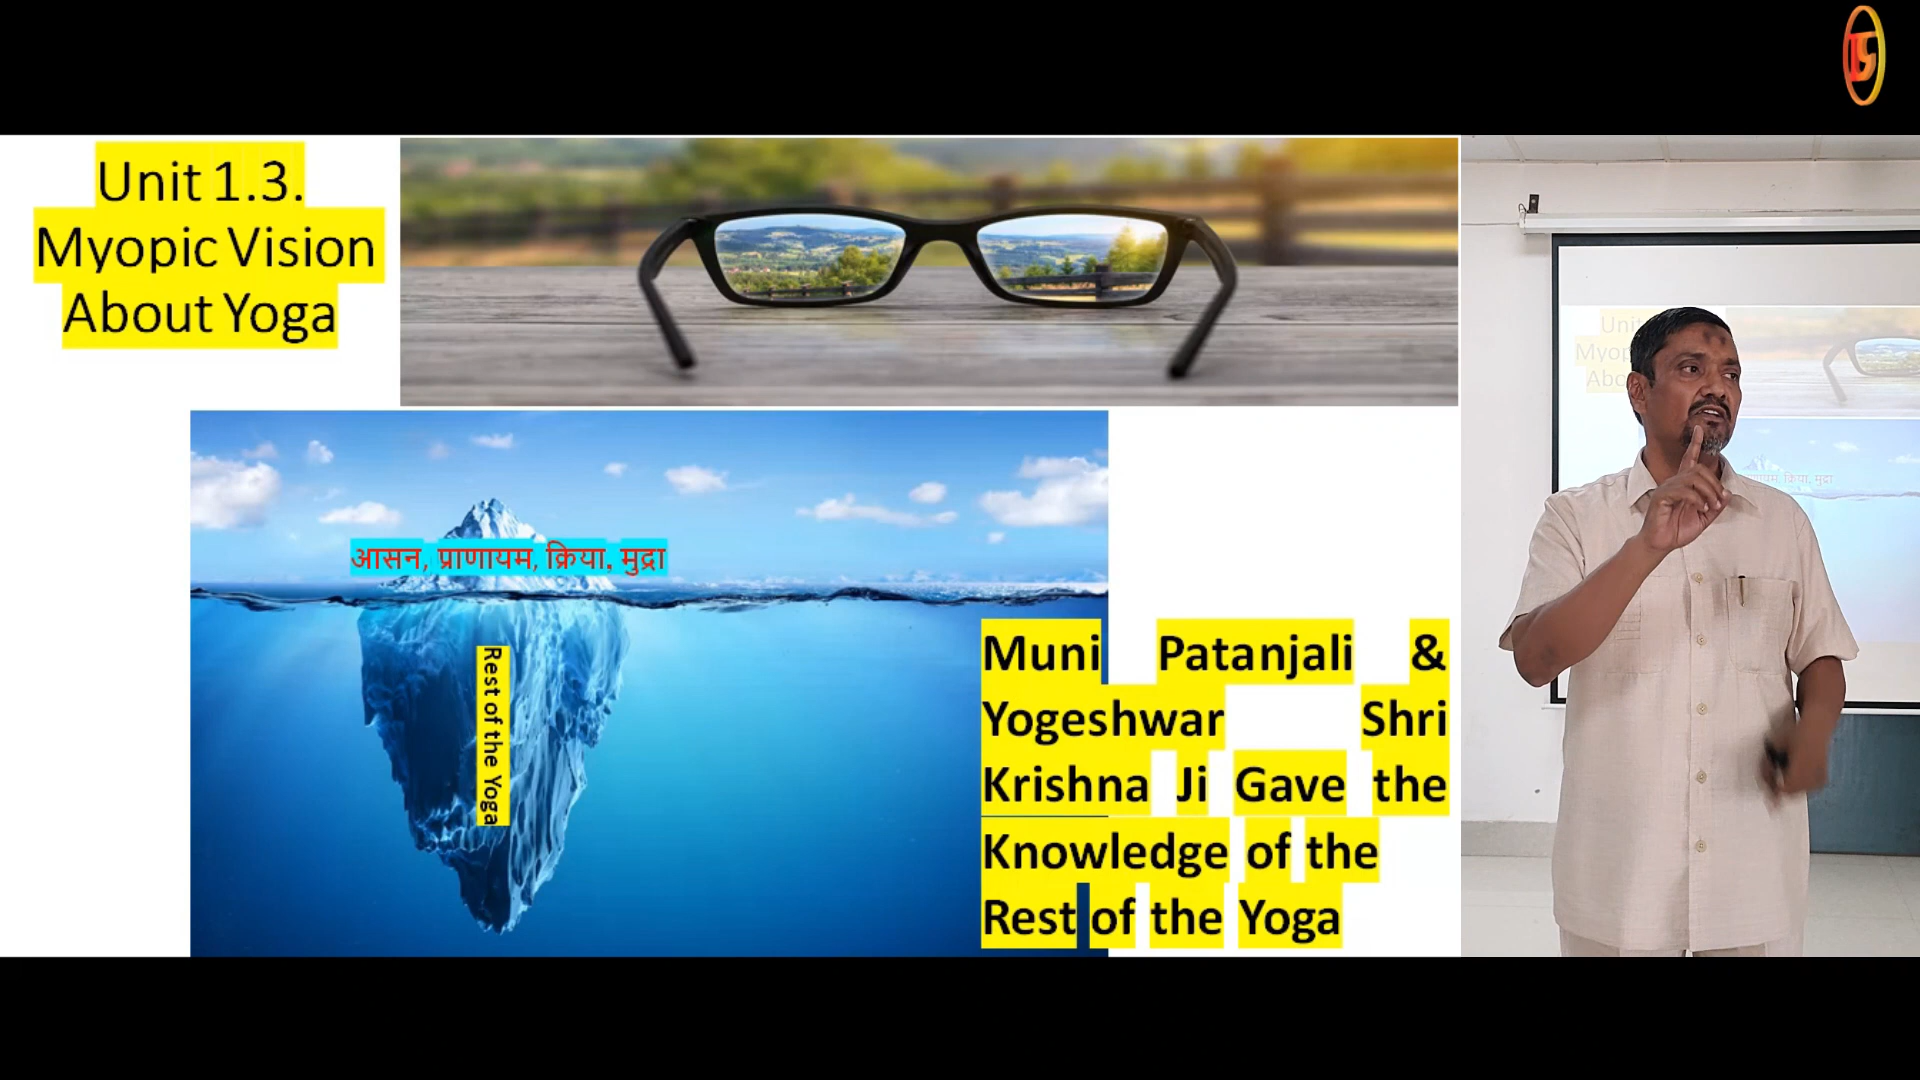 Unit 1.3.
Myopic Vision
About Yoga
आसन, प्राणायम, क्रिया, मुद्रा
Rest of the Yoga
Muni Patanjali &
Yogeshwar Shri
Krishna Ji Gave the
Knowledge of the
Rest of the Yoga